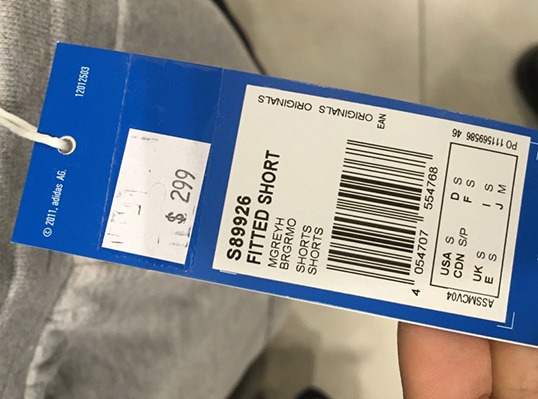 12012503
© 2011. adidas AG.
$ 299
S89926
FITTED SHORT
MGREYH
BRGRMO
SHORTS
SHORTS
ORIGINALS ORIGINALS
EAN
4 054707 554768
PO 11569586 46
USA S D S
CDN S/P F S
UK S I S
E S J M
ASSMCV04